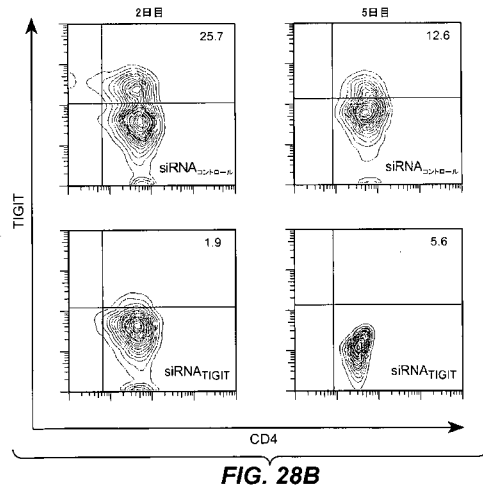 2日目
5日目
25.7
siRNAコントロール
12.6
siRNAコントロール
TIGIT
1.9
siRNATIGIT
5.6
siRNATIGIT
CD4
FIG. 28B